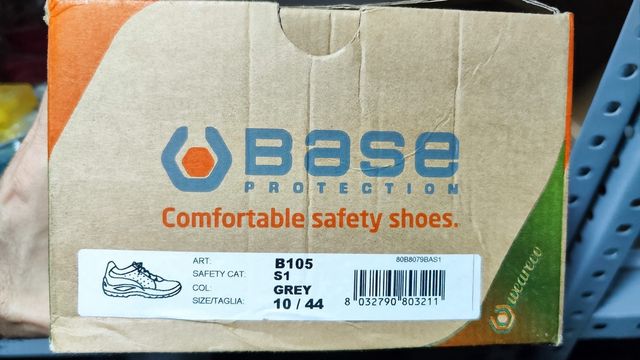 BASE
PROTECTION
Comfortable safety shoes.
ART: B105 80B8079BAS1
SAFETY CAT: S1
COL: GREY
SIZE/TAGLIA: 10 / 44
8 032790 803211
weareco